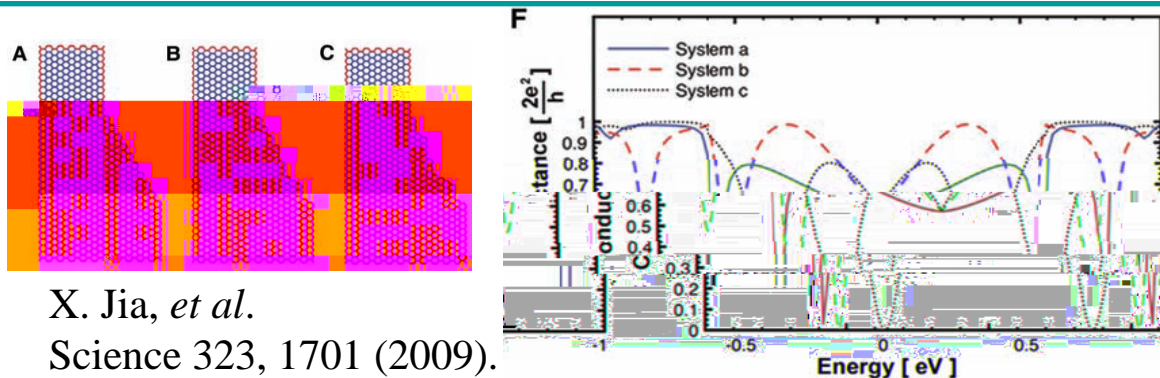 A B C
F
System a
System b
System c
Conductance [ 2e²/h ]
1
0.9
0.8
0.7
0.6
0.5
0.4
0.3
0.2
0.1
0
-1 -0.5 0 0.5
Energy [ eV ]
X. Jia, et al.
Science 323, 1701 (2009).